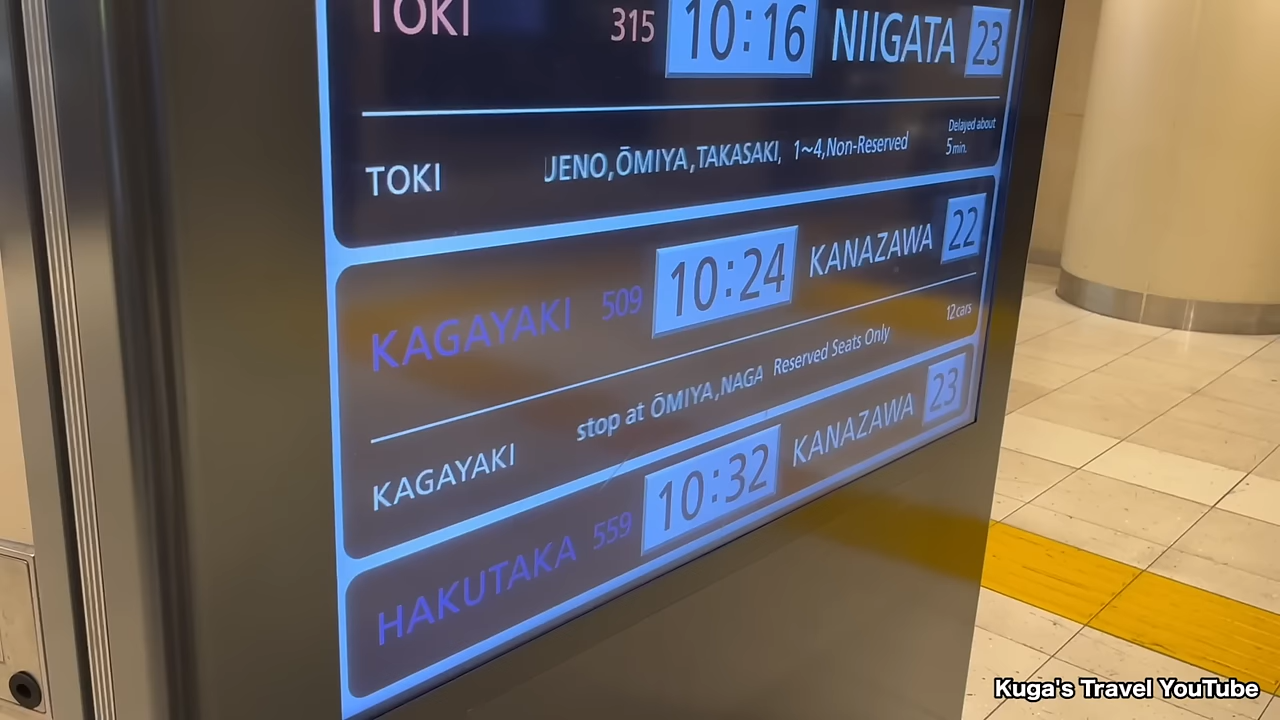 TOKI 315 10:16 NIIGATA 23
TOKI UENO,ŌMIYA,TAKASAKI, 1~4,Non-Reserved Delayed about 5min.
KAGAYAKI 509 10:24 KANAZAWA 22
KAGAYAKI stop at ŌMIYA,NAGA Reserved Seats Only 12cars
HAKUTAKA 559 10:32 KANAZAWA 23
Kuga's Travel YouTube